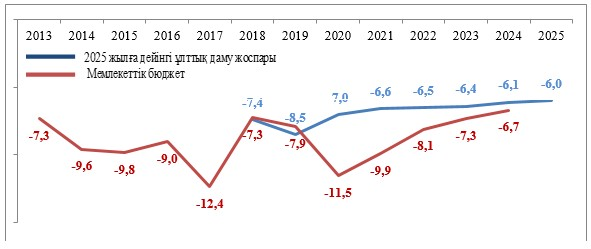 2013 2014 2015 2016 2017 2018 2019 2020 2021 2022 2023 2024 2025
2025 жылға дейінгі ұлттық даму жоспары
Мемлекеттік бюджет
-7,4 -8,5 7,0 -6,6 -6,5 -6,4 -6,1 -6,0
-7,3 -9,6 -9,8 -9,0 -12,4 -7,3 -7,9 -11,5 -9,9 -8,1 -7,3 -6,7